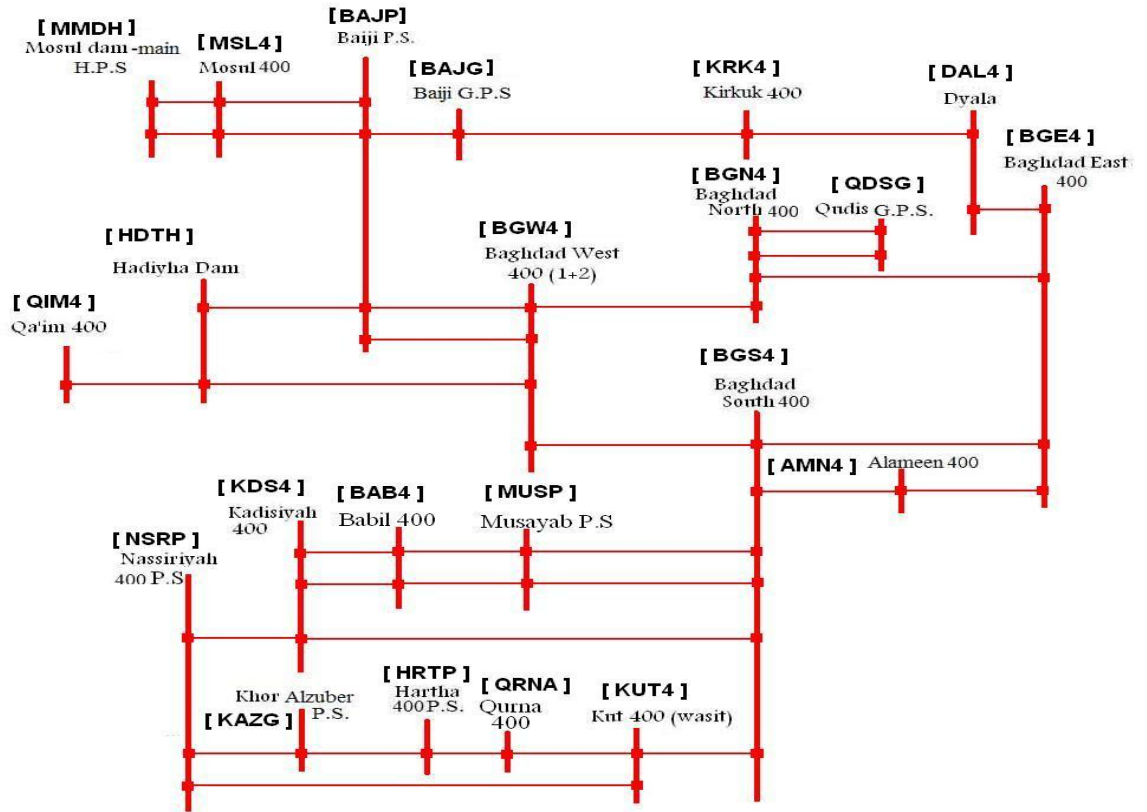 [ MMDH ]
Mosul dam -main
H.P.S
[ MSL4 ]
Mosul 400
[BAJP]
Baiji P.S.
[ BAJG ]
Baiji G.P.S
[ KRK4 ]
Kirkuk 400
[ DAL4 ]
Dyala
[ BGE4 ]
Baghdad East
400
[ BGN4 ]
Baghdad
North 400
[ QDSG ]
Qudis G.P.S.
[ HDTH ]
Hadiyha Dam
[ BGW4 ]
Baghdad West
400 (1+2)
[ QIM4 ]
Qa'im 400
[ BGS4 ]
Baghdad
South 400
[ AMN4 ]
Alameen 400
[ KDS4 ]
Kadisiyah
400
[ BAB4 ]
Babil 400
[ MUSP ]
Musayab P.S
[ NSRP ]
Nassiriyah
400 P.S
Khor Alzuber
P.S.
[ KAZG ]
[ HRTP ]
Hartha
400 P.S.
[ QRNA ]
Qurna
400
[ KUT4 ]
Kut 400 (wasit)